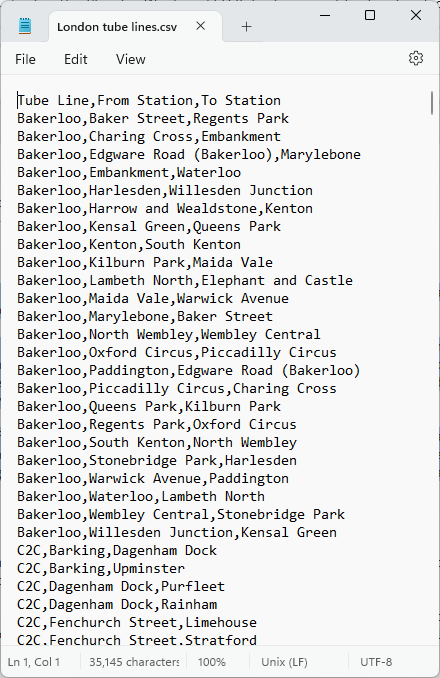 London tube lines.csv
File Edit View
Tube Line,From Station,To Station
Bakerloo,Baker Street,Regents Park
Bakerloo,Charing Cross,Embankment
Bakerloo,Edgware Road (Bakerloo),Marylebone
Bakerloo,Embankment,Waterloo
Bakerloo,Harlesden,Willesden Junction
Bakerloo,Harrow and Wealdstone,Kenton
Bakerloo,Kensal Green,Queens Park
Bakerloo,Kenton,South Kenton
Bakerloo,Kilburn Park,Maida Vale
Bakerloo,Lambeth North,Elephant and Castle
Bakerloo,Maida Vale,Warwick Avenue
Bakerloo,Marylebone,Baker Street
Bakerloo,North Wembley,Wembley Central
Bakerloo,Oxford Circus,Piccadilly Circus
Bakerloo,Paddington,Edgware Road (Bakerloo)
Bakerloo,Piccadilly Circus,Charing Cross
Bakerloo,Queens Park,Kilburn Park
Bakerloo,Regents Park,Oxford Circus
Bakerloo,South Kenton,North Wembley
Bakerloo,Stonebridge Park,Harlesden
Bakerloo,Warwick Avenue,Paddington
Bakerloo,Waterloo,Lambeth North
Bakerloo,Wembley Central,Stonebridge Park
Bakerloo,Willesden Junction,Kensal Green
C2C,Barking,Dagenham Dock
C2C,Barking,Upminster
C2C,Dagenham Dock,Purfleet
C2C,Dagenham Dock,Rainham
C2C,Fenchurch Street,Limehouse
C2C,Fenchurch Street,Stratford
Ln 1, Col 1 35,145 characters 100% Unix (LF) UTF-8